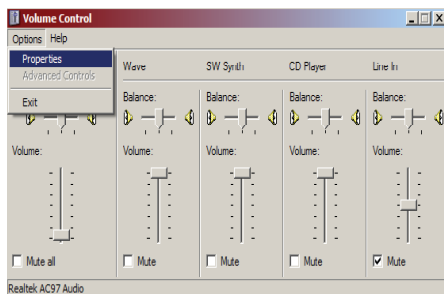 Volume Control
Options Help
Properties
Advanced Controls
Exit
Wave SW Synth CD Player Line In
Balance: Balance: Balance: Balance:
Volume: Volume: Volume: Volume: Volume:
Mute all Mute Mute Mute Mute
Realtek AC97 Audio